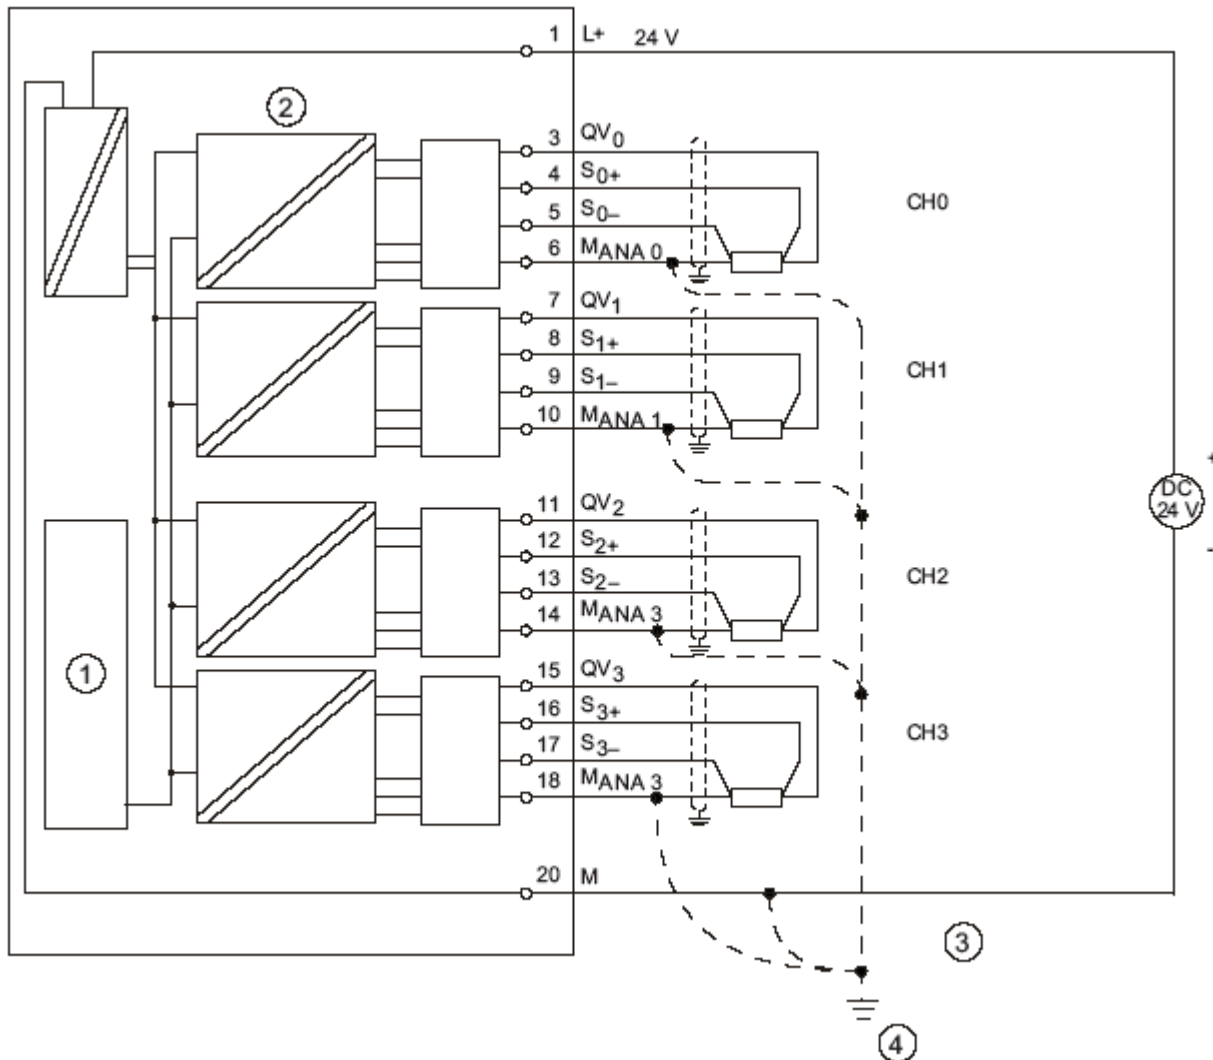 1 L+ 24 V
②
3 QV0
4 S0+
5 S0–
6 MANA 0
CH0
7 QV1
8 S1+
9 S1–
10 MANA 1
CH1
+
DC
24 V
–
11 QV2
12 S2+
13 S2–
14 MANA 3
CH2
①
15 QV3
16 S3+
17 S3–
18 MANA 3
CH3
20 M
③
④